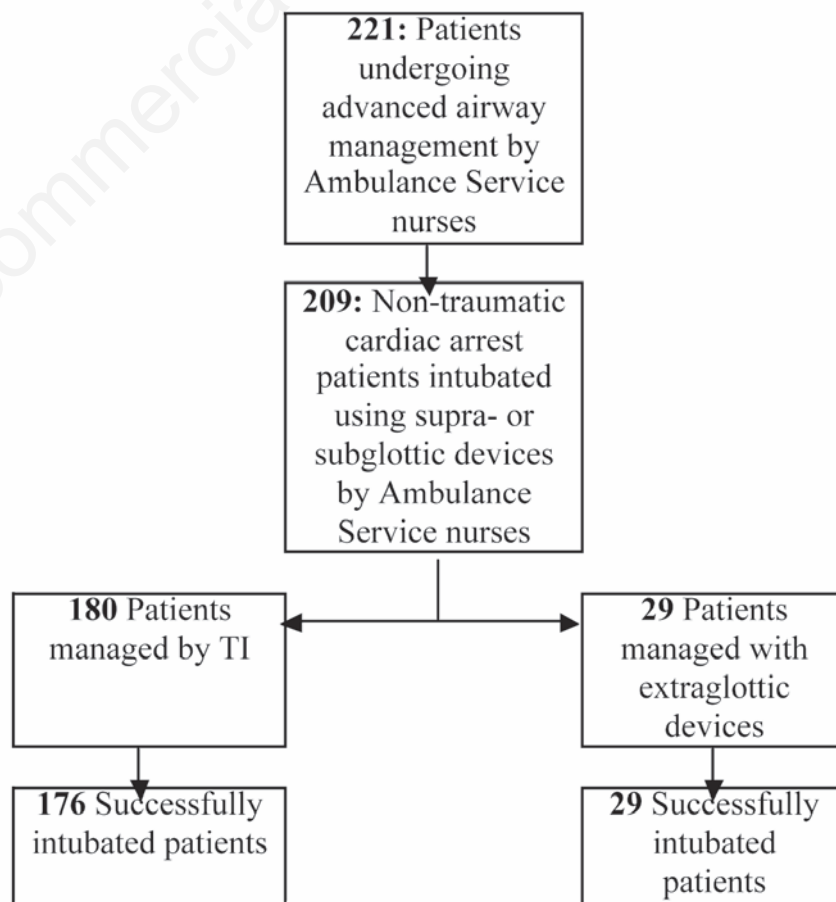 ommercia
221: Patients
undergoing
advanced airway
management by
Ambulance Service
nurses
209: Non-traumatic
cardiac arrest
patients intubated
using supra- or
subglottic devices
by Ambulance
Service nurses
180 Patients
managed by TI
29 Patients
managed with
extraglottic
devices
176 Successfully
intubated patients
29 Successfully
intubated
patients